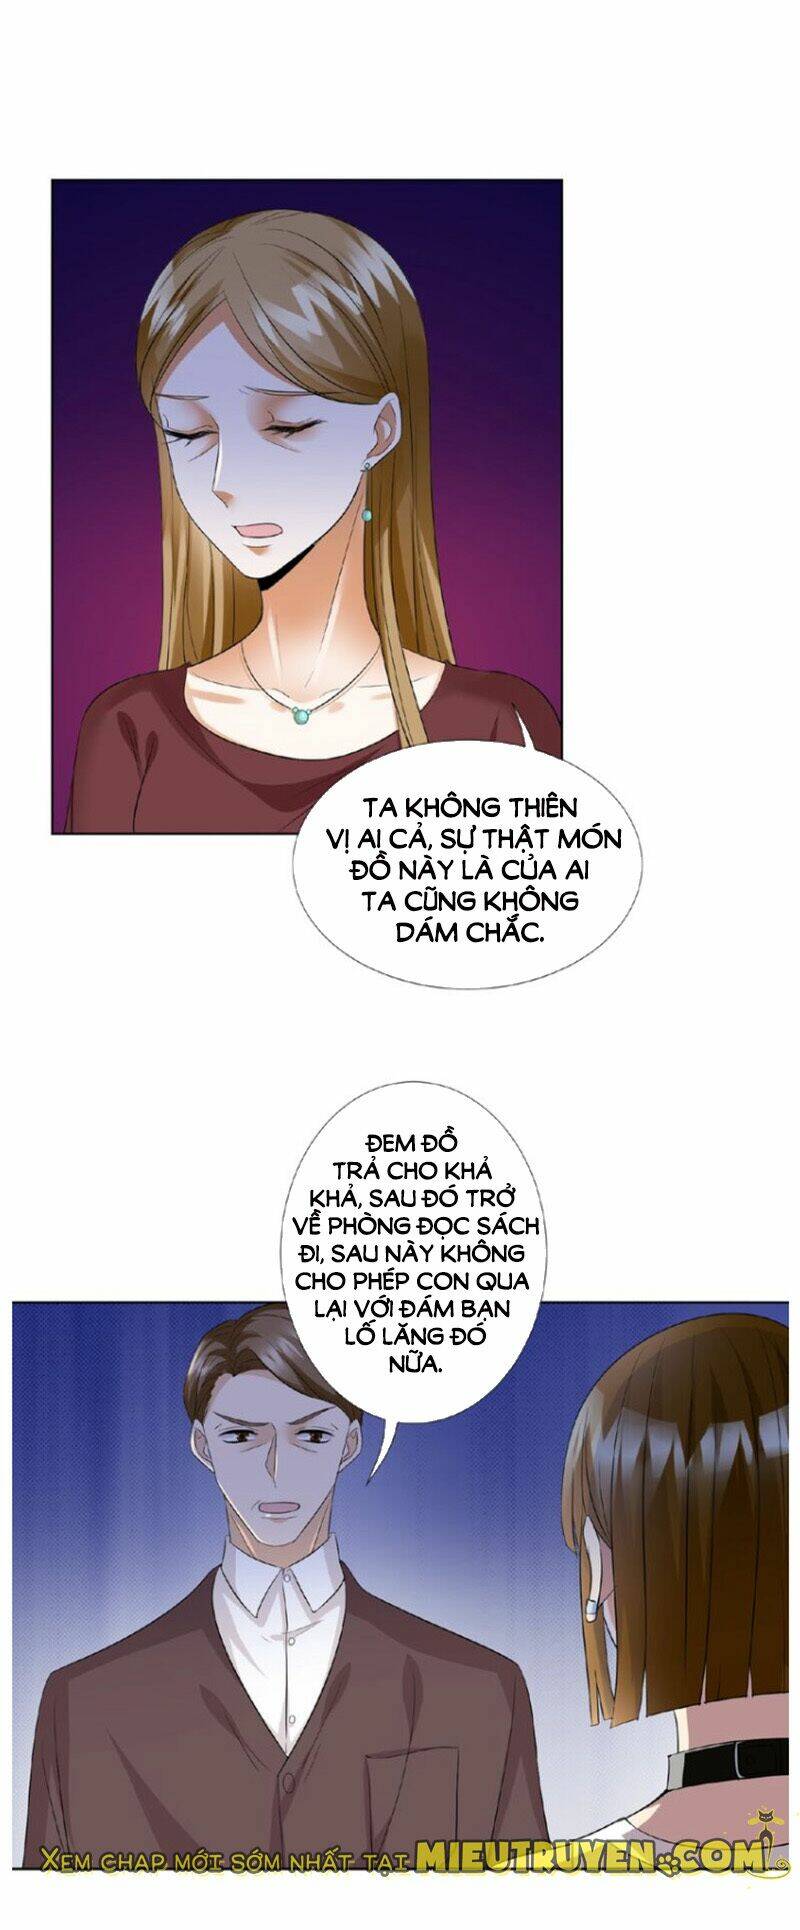 TA KHÔNG THIÊN
VỊ AI CẢ, SỰ THẬT MÓN
ĐỒ NÀY LÀ CỦA AI
TA CŨNG KHÔNG
DÁM CHẮC.
ĐEM ĐỒ
TRẢ CHO KHẢ
KHẢ, SAU ĐÓ TRỞ
VỀ PHÒNG ĐỌC SÁCH
ĐI, SAU NÀY KHÔNG
CHO PHÉP CON QUA
LẠI VỚI ĐÁM BẠN
LỐ LĂNG ĐÓ
NỮA.
XEM CHAP MỚI SỚM NHẤT TẠI MIEUTRUYEN.COM